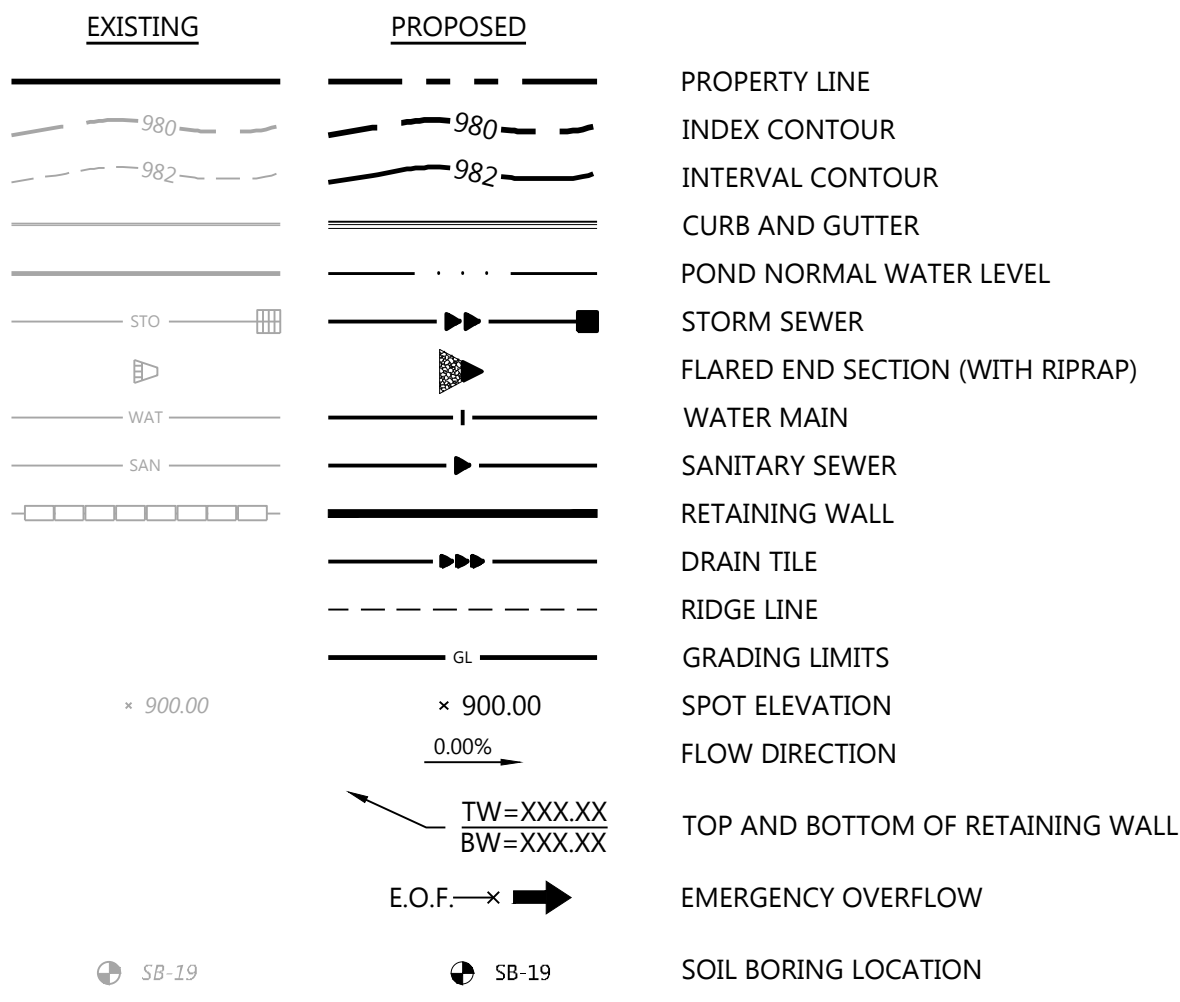 EXISTING PROPOSED
PROPERTY LINE
980 980 INDEX CONTOUR
982 982 INTERVAL CONTOUR
CURB AND GUTTER
POND NORMAL WATER LEVEL
STO STORM SEWER
FLARED END SECTION (WITH RIPRAP)
WAT WATER MAIN
SAN SANITARY SEWER
RETAINING WALL
DRAIN TILE
RIDGE LINE
GL GRADING LIMITS
× 900.00 × 900.00 SPOT ELEVATION
0.00% FLOW DIRECTION
TW=XXX.XX
BW=XXX.XX
TOP AND BOTTOM OF RETAINING WALL
E.O.F. EMERGENCY OVERFLOW
SB-19 SB-19 SOIL BORING LOCATION